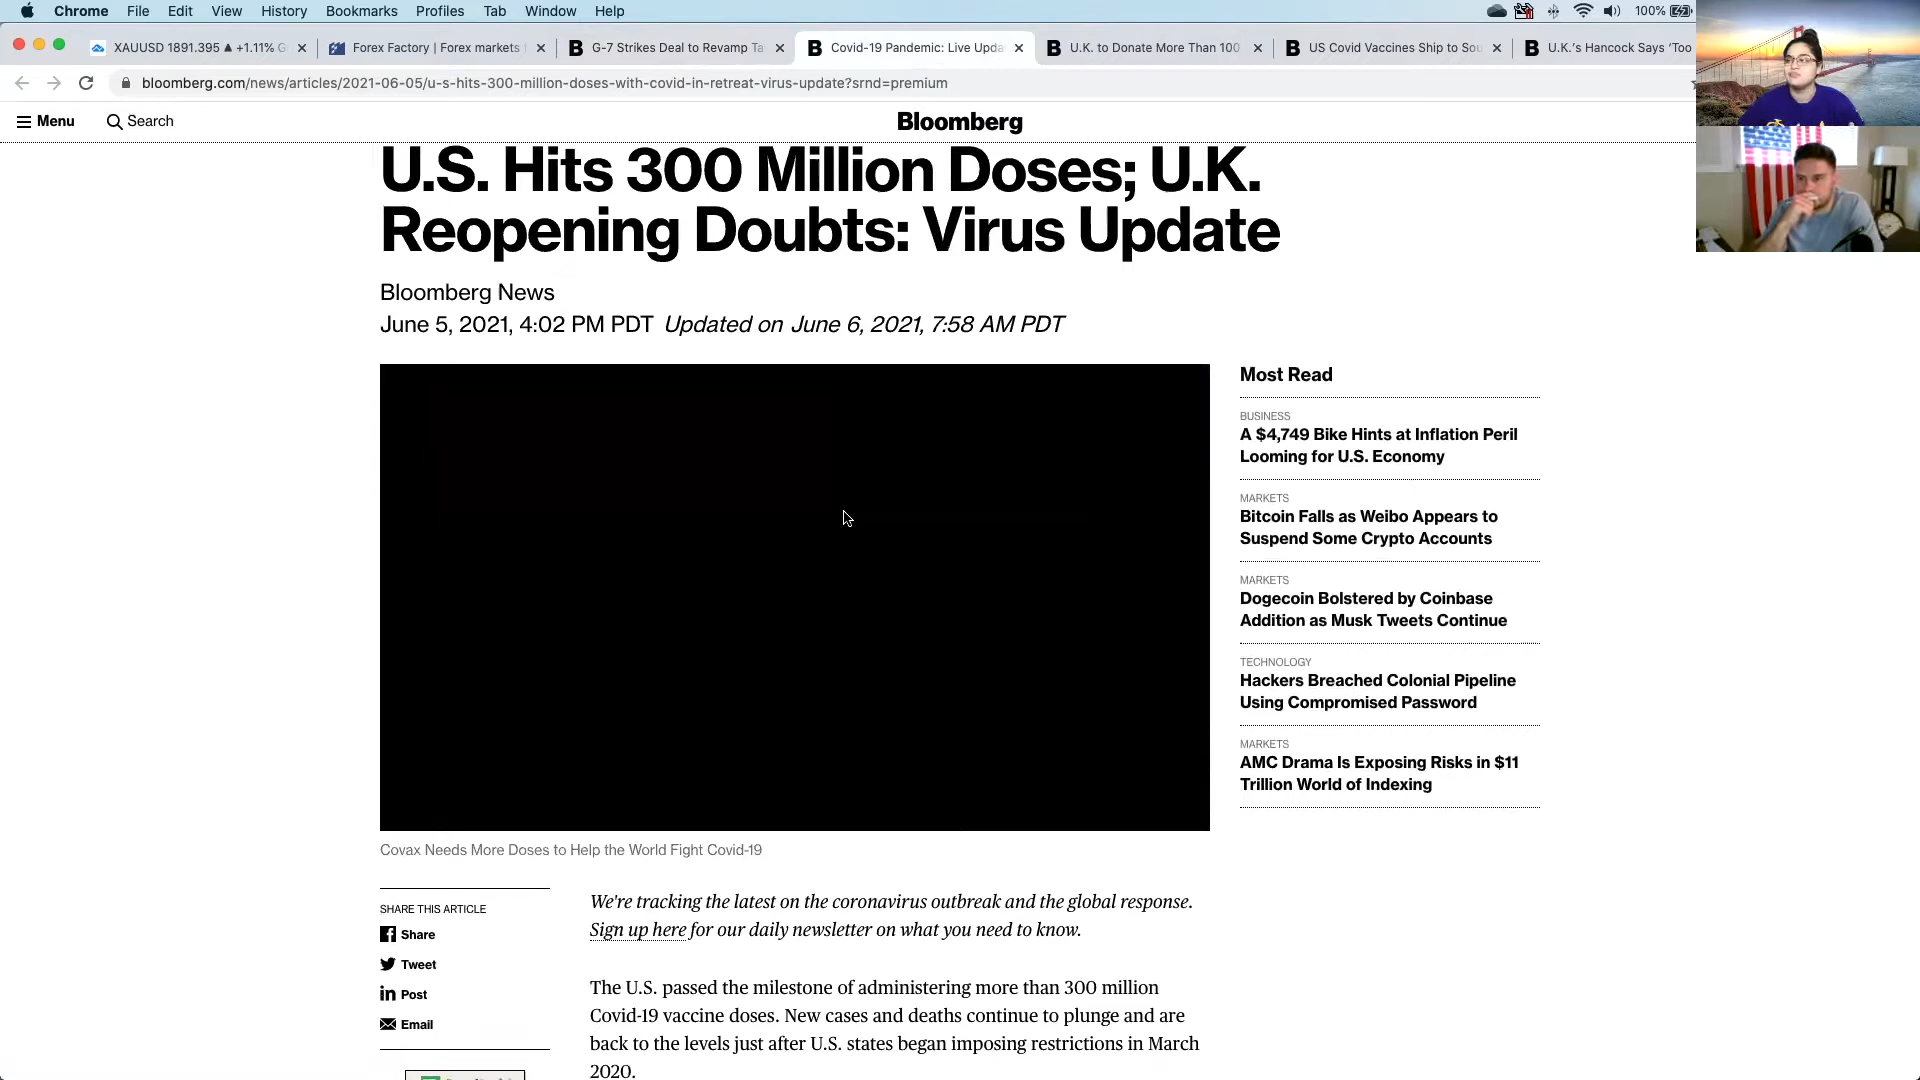 Chrome File Edit View History Bookmarks Profiles Tab Window Help 100%
XAUUSD 1891.395 ▲ +1.11% G
Forex Factory | Forex markets
G-7 Strikes Deal to Revamp Ta
Covid-19 Pandemic: Live Upda
U.K. to Donate More Than 100
US Covid Vaccines Ship to Sou
U.K.'s Hancock Says 'Too
bloomberg.com/news/articles/2021-06-05/u-s-hits-300-million-doses-with-covid-in-retreat-virus-update?srnd=premium
Menu Search Bloomberg
U.S. Hits 300 Million Doses; U.K.
Reopening Doubts: Virus Update
Bloomberg News
June 5, 2021, 4:02 PM PDT Updated on June 6, 2021, 7:58 AM PDT
Covax Needs More Doses to Help the World Fight Covid-19
Most Read
BUSINESS
A $4,749 Bike Hints at Inflation Peril
Looming for U.S. Economy
MARKETS
Bitcoin Falls as Weibo Appears to
Suspend Some Crypto Accounts
MARKETS
Dogecoin Bolstered by Coinbase
Addition as Musk Tweets Continue
TECHNOLOGY
Hackers Breached Colonial Pipeline
Using Compromised Password
MARKETS
AMC Drama Is Exposing Risks in $11
Trillion World of Indexing
SHARE THIS ARTICLE
Share
Tweet
Post
Email
We're tracking the latest on the coronavirus outbreak and the global response.
Sign up here for our daily newsletter on what you need to know.
The U.S. passed the milestone of administering more than 300 million
Covid-19 vaccine doses. New cases and deaths continue to plunge and are
back to the levels just after U.S. states began imposing restrictions in March
2020.